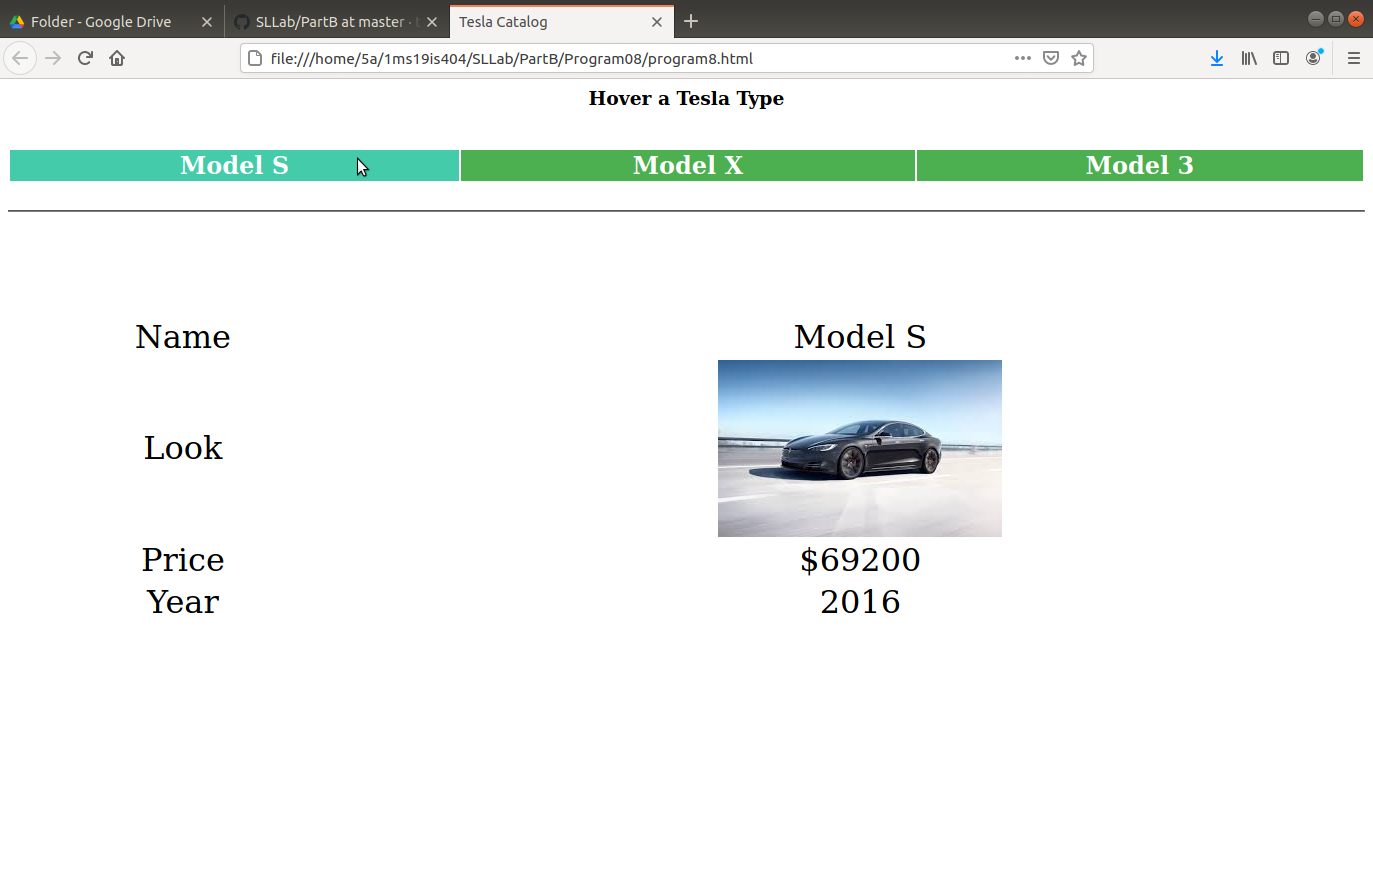 Folder - Google Drive
SLLab/PartB at master ·
Tesla Catalog
file:///home/5a/1ms19is404/SLLab/PartB/Program08/program8.html
Hover a Tesla Type
Model S Model X Model 3
Name Model S
Look
Price $69200
Year 2016